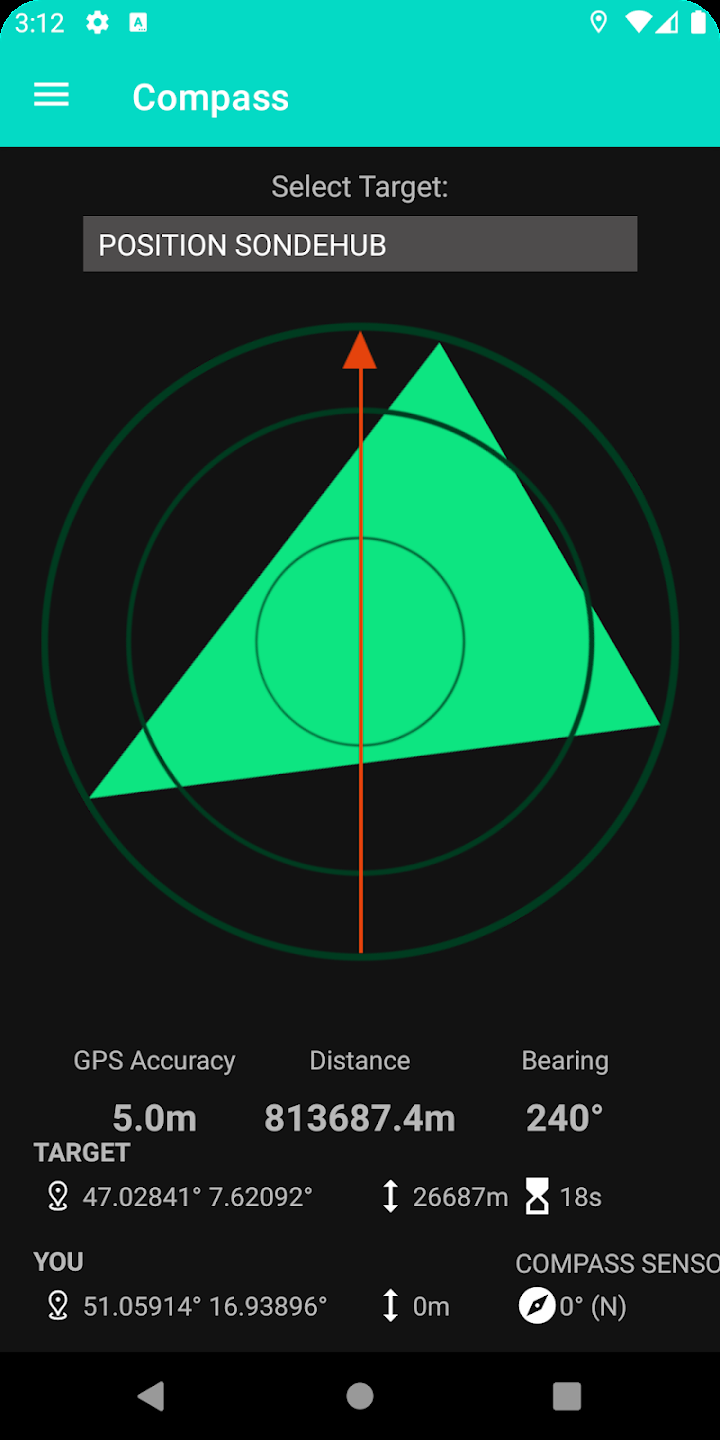 3:12
Compass
Select Target:
POSITION SONDEHUB
GPS Accuracy Distance Bearing
5.0m 813687.4m 240°
TARGET
47.02841° 7.62092° 26687m 18s
YOU COMPASS SENSO
51.05914° 16.93896° 0m 0° (N)